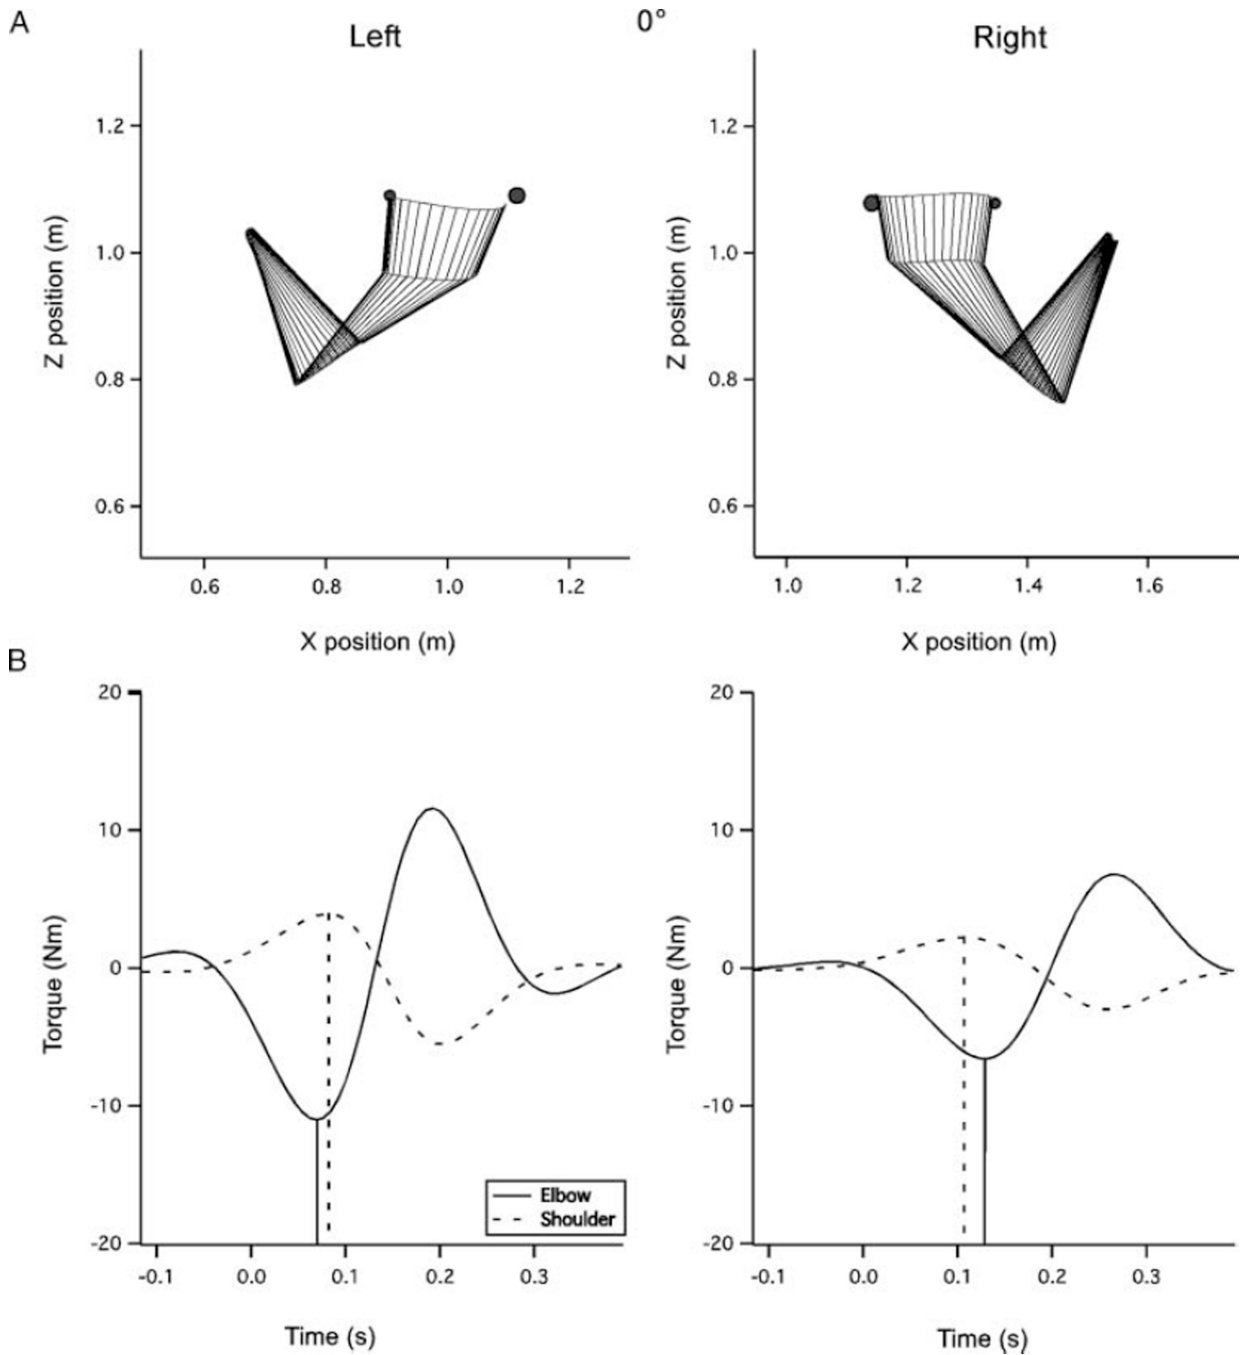 A
Left
0°
Right
1.2
1.0
0.8
0.6
Z position (m)
0.6
0.8
1.0
1.2
X position (m)
1.2
1.0
0.8
0.6
Z position (m)
1.0
1.2
1.4
1.6
X position (m)
B
20
10
0
-10
-20
Torque (Nm)
Elbow
Shoulder
-0.1
0.0
0.1
0.2
0.3
Time (s)
20
10
0
-10
-20
Torque (Nm)
-0.1
0.0
0.1
0.2
0.3
Time (s)